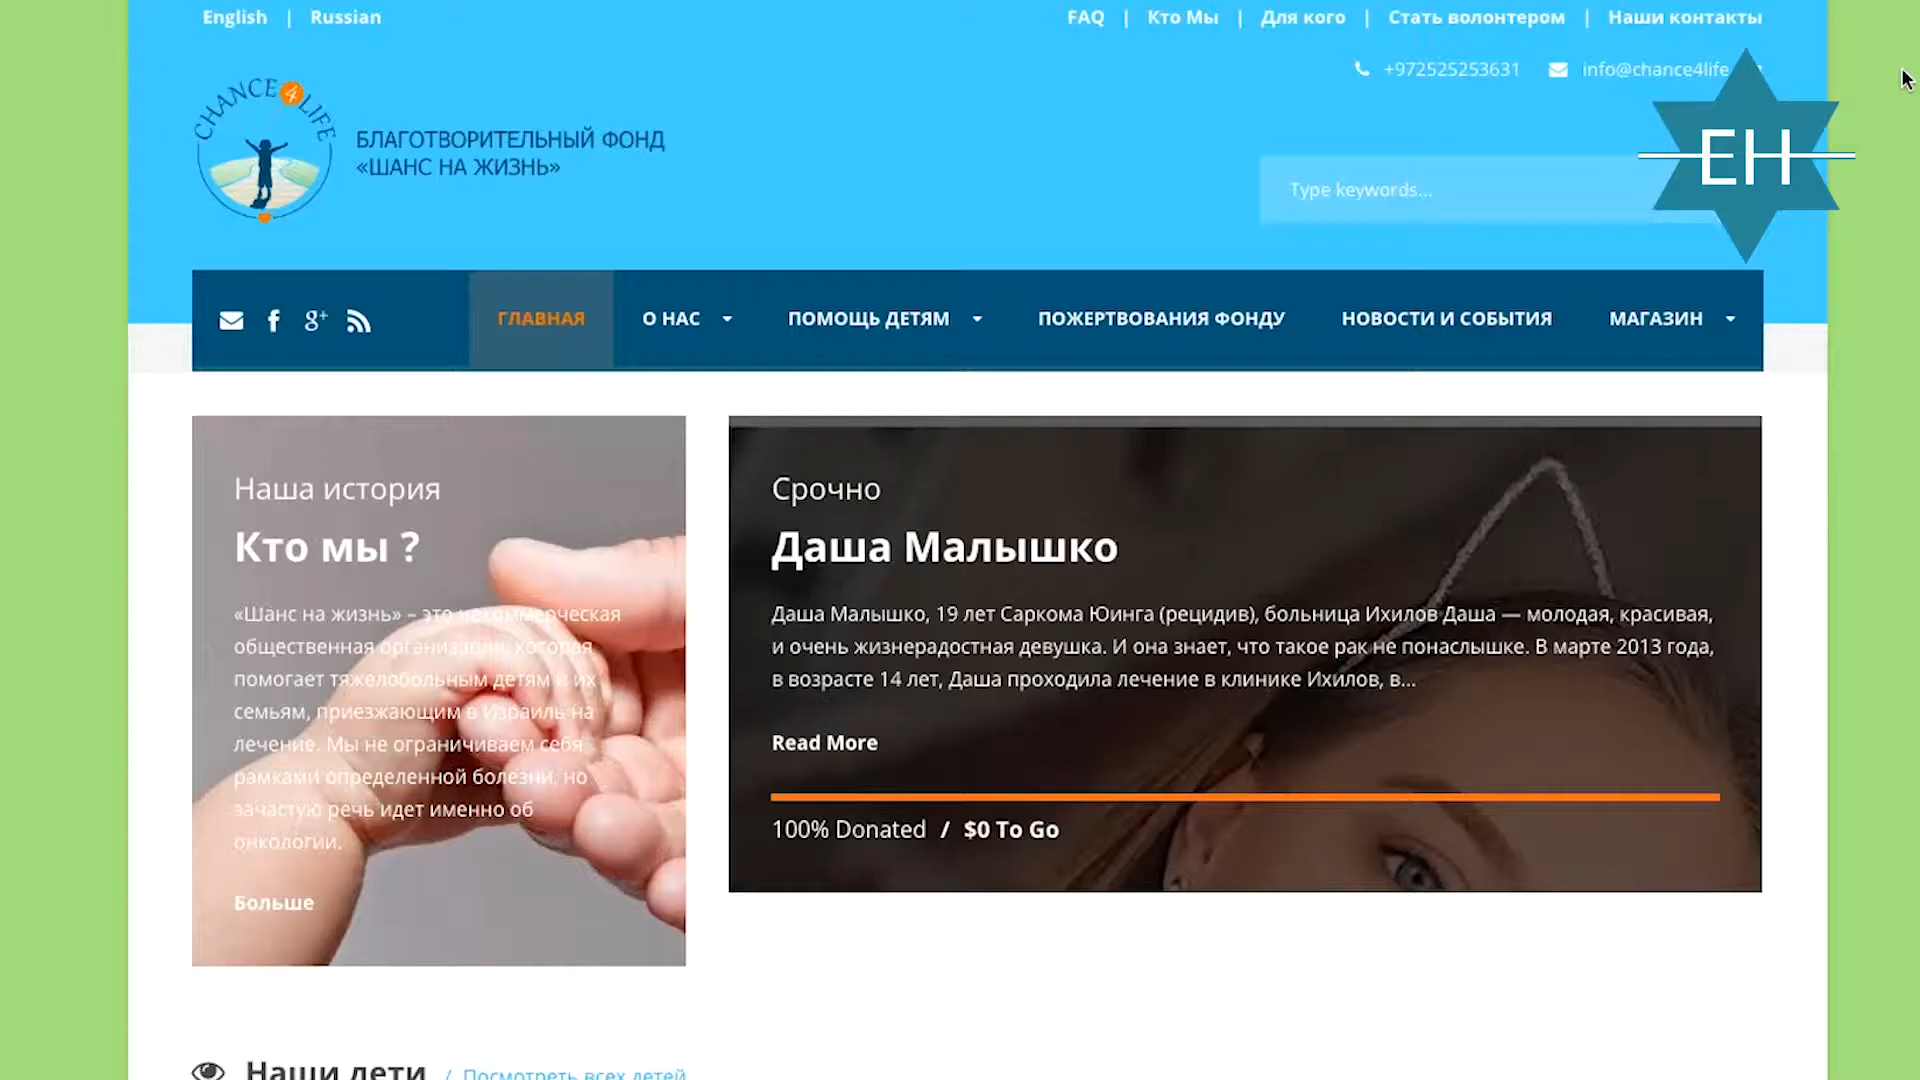 English | Russian
FAQ | Кто Мы | Для кого | Стать волонтером | Наши контакты
+972525253631 info@chance4life
CHANCE 4 LIFE
БЛАГОТВОРИТЕЛЬНЫЙ ФОНД
«ШАНС НА ЖИЗНЬ»
Type keywords...
EH
ГЛАВНАЯ О НАС ПОМОЩЬ ДЕТЯМ ПОЖЕРТВОВАНИЯ ФОНДУ НОВОСТИ И СОБЫТИЯ МАГАЗИН
Наша история
Кто мы ?
«Шанс на жизнь» – это некоммерческая
общественная организация, которая
помогает тяжелобольным детям и их
семьям, приезжающим в Израиль на
лечение. Мы не ограничиваем себя
рамками определенной болезни, но
зачастую речь идет именно об
онкологии.
Больше
Срочно
Даша Малышко
Даша Малышко, 19 лет Саркома Юинга (рецидив), больница Ихилов Даша — молодая, красивая,
и очень жизнерадостная девушка. И она знает, что такое рак не понаслышке. В марте 2013 года,
в возрасте 14 лет, Даша проходила лечение в клинике Ихилов, в...
Read More
100% Donated / $0 To Go
Наши дети / Посмотреть всех детей